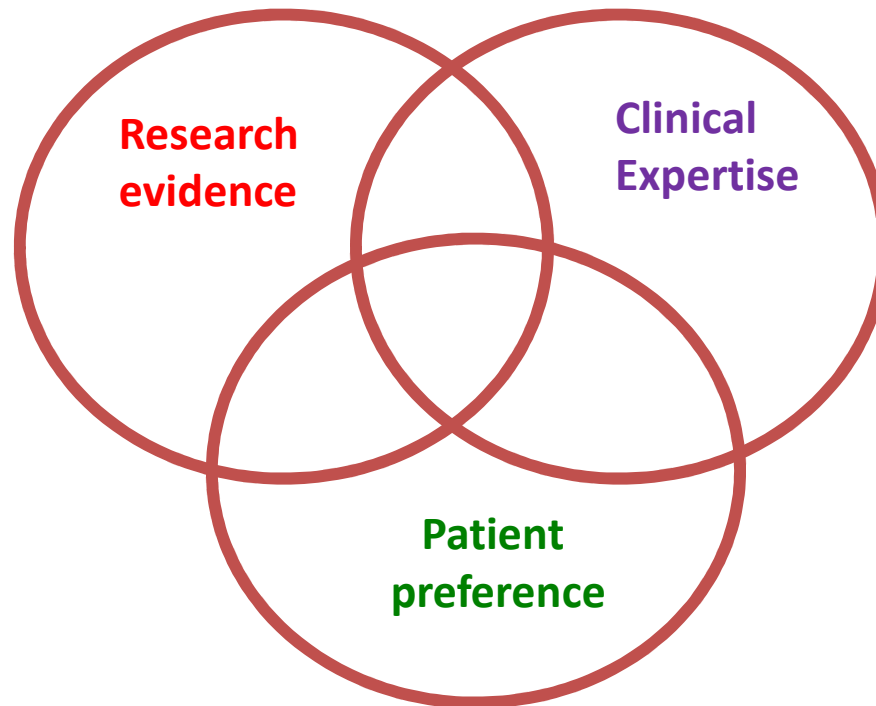 Research
evidence
Clinical
Expertise
Patient
preference